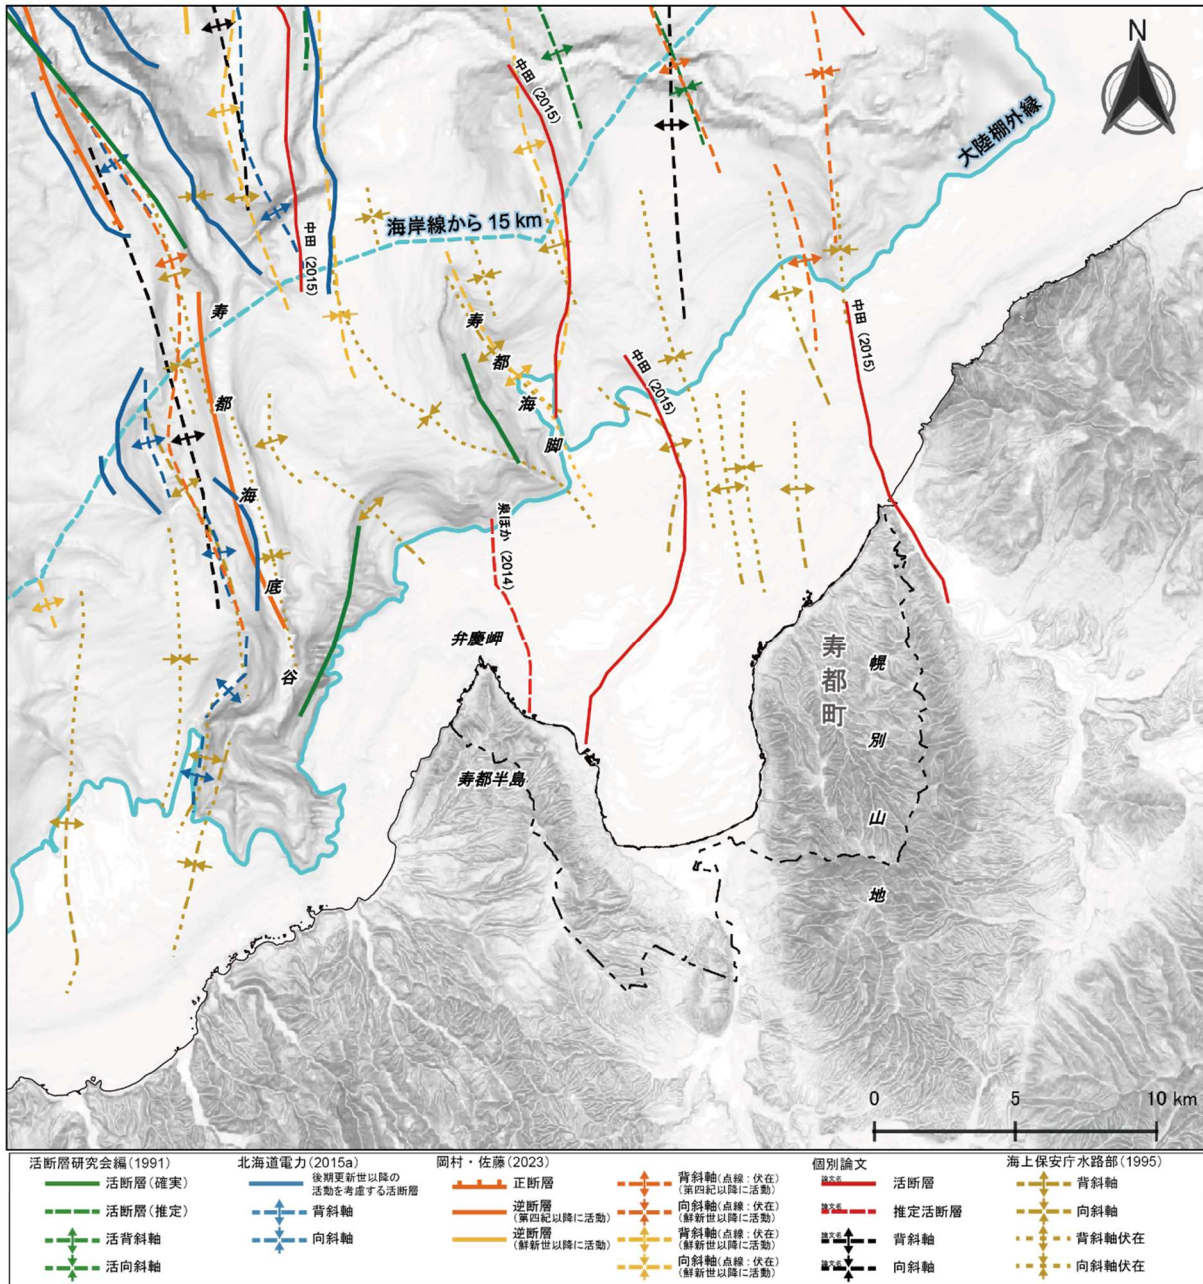 N
中田（2015）
大陸棚外縁
海岸線から 15 km
中田（2015）
寿都海脚
中田（2015）
中田（2015）
寿都海底谷
泉ほか（2014）
弁慶岬
寿都町
幌別山地
寿都半島
0 5 10 km
活断層研究会編（1991）
活断層（確実）
活断層（推定）
活背斜軸
活向斜軸
北海道電力（2015a）
後期更新世以降の
活動を考慮する活断層
背斜軸
向斜軸
岡村・佐藤（2023）
正断層
逆断層
（第四紀以降に活動）
逆断層
（鮮新世以降に活動）
背斜軸（点線：伏在）
（第四紀以降に活動）
向斜軸（点線：伏在）
（鮮新世以降に活動）
背斜軸（点線：伏在）
（鮮新世以降に活動）
向斜軸（点線：伏在）
（鮮新世以降に活動）
個別論文
論文名
活断層
論文名
推定活断層
論文名
背斜軸
論文名
向斜軸
海上保安庁水路部（1995）
背斜軸
向斜軸
背斜軸伏在
向斜軸伏在